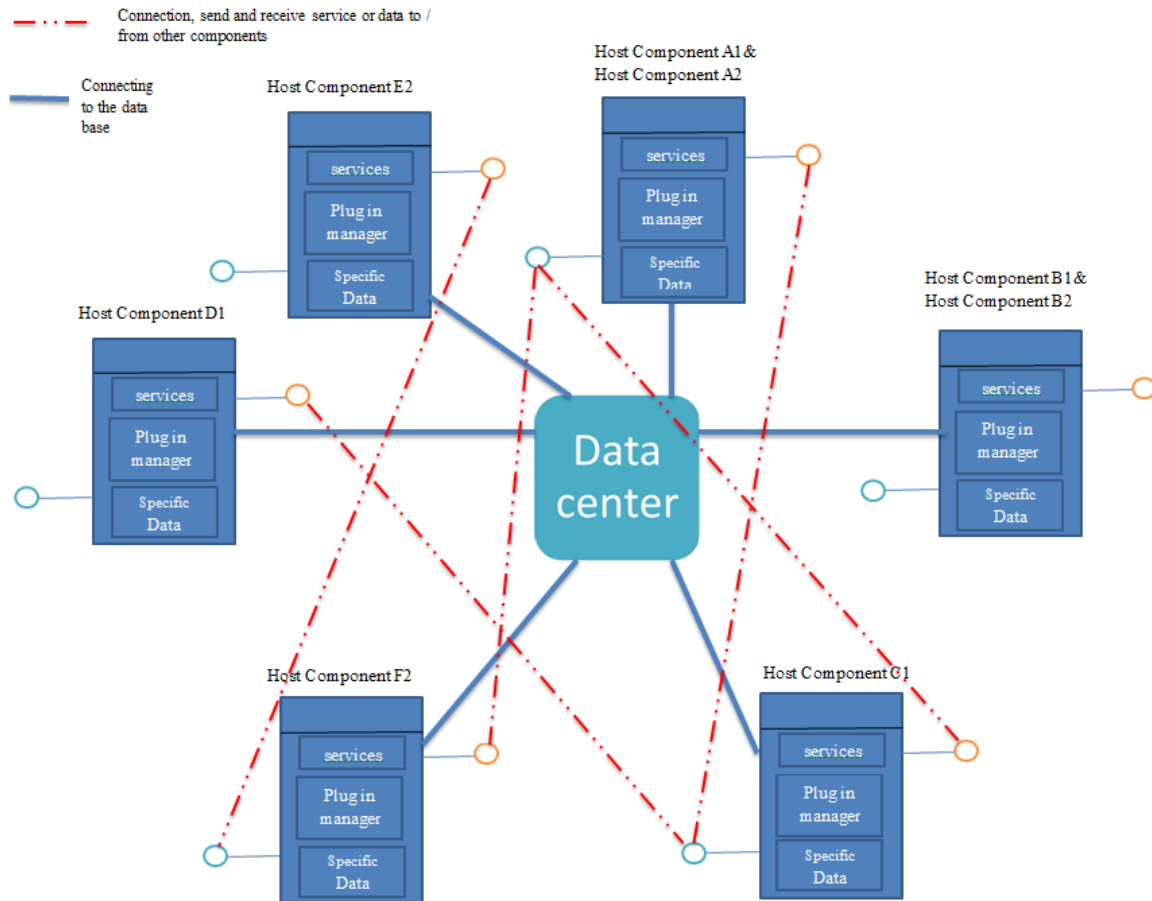 Connection, send and receive service or data to /
from other components
Connecting
to the data
base
Host Component E2
services
Plug in
manager
Specific
Data
Host Component A1&
Host Component A2
services
Plug in
manager
Specific
Data
Host Component B1&
Host Component B2
services
Plug in
manager
Specific
Data
Host Component D1
services
Plug in
manager
Specific
Data
Data
center
Host Component F2
services
Plug in
manager
Specific
Data
Host Component C1
services
Plug in
manager
Specific
Data